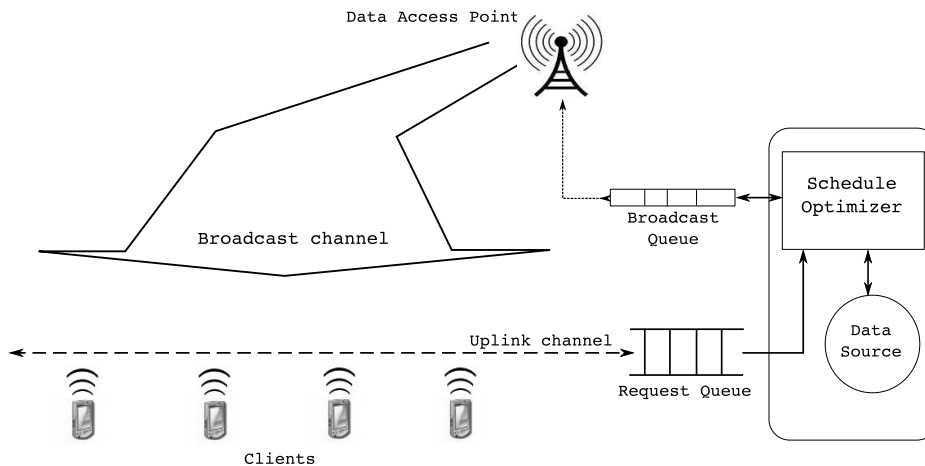 Data Access Point
Schedule
Optimizer
Broadcast
Queue
Broadcast channel
Uplink channel
Data
Source
Request Queue
Clients